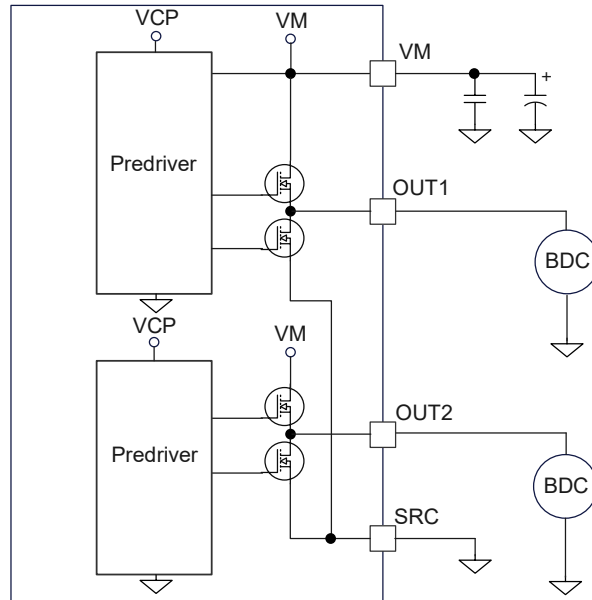 VCP
VM
VM
+
Predriver
OUT1
BDC
VCP
VM
OUT2
Predriver
BDC
SRC